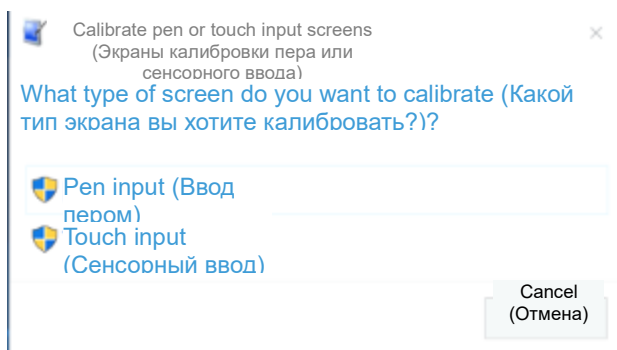 Calibrate pen or touch input screens
(Экраны калибровки пера или
сенсорного ввода)
What type of screen do you want to calibrate (Какой
тип экрана вы хотите калибровать?)?
Pen input (Ввод
пером)
Touch input
(Сенсорный ввод)
Cancel
(Отмена)